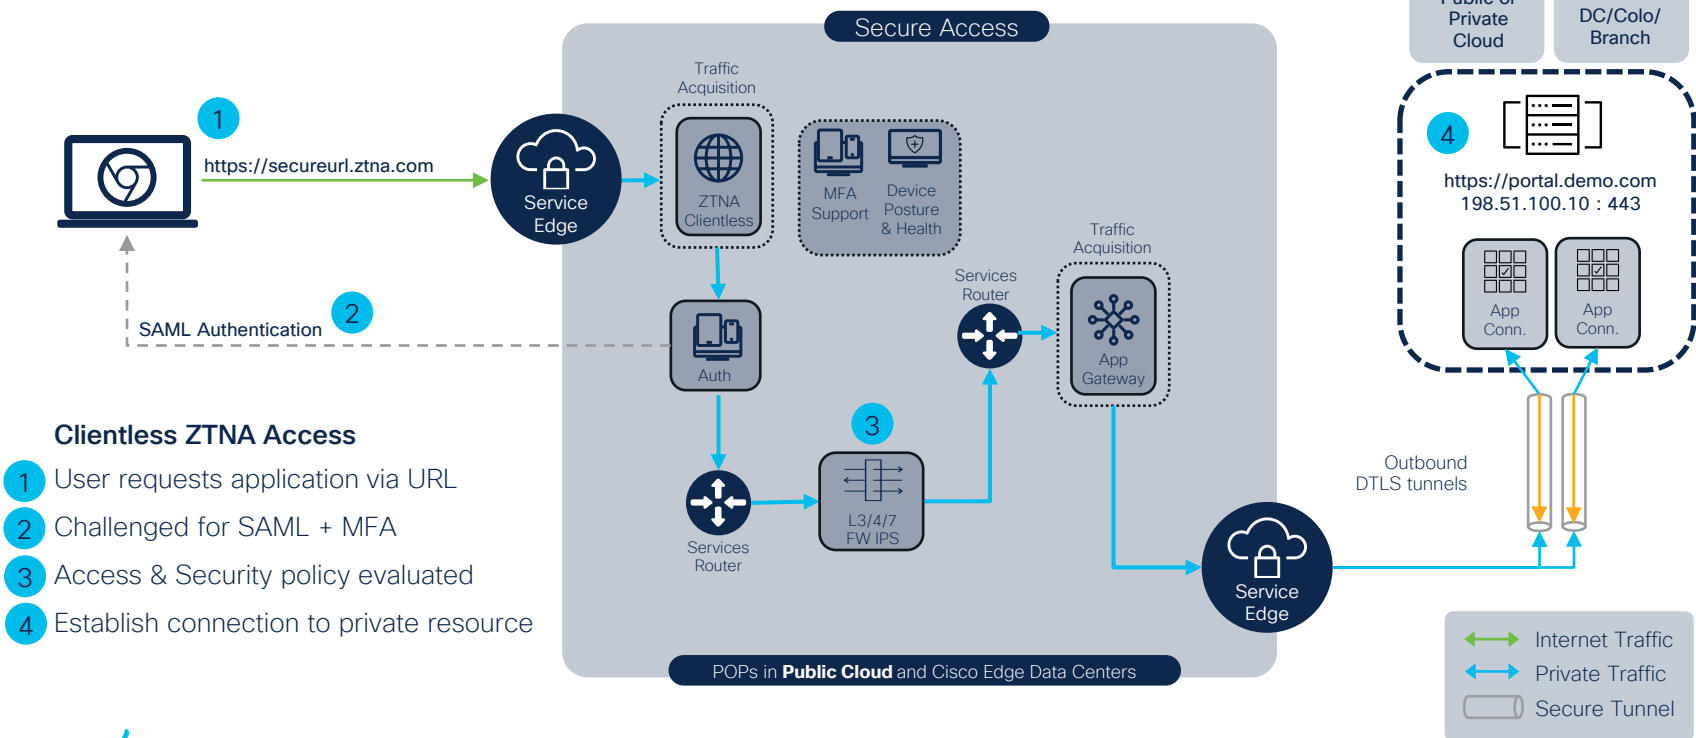 Secure Access
Private
Cloud
DC/Colo/
Branch
Traffic
Acquisition
1
https://secureurl.ztna.com
Service
Edge
ZTNA
Clientless
MFA
Support
Device
Posture
& Health
4
https://portal.demo.com
198.51.100.10 : 443
App
Conn.
App
Conn.
Traffic
Acquisition
Services
Router
App
Gateway
SAML Authentication
2
Auth
3
L3/4/7
FW IPS
Services
Router
Outbound
DTLS tunnels
Service
Edge
Clientless ZTNA Access
1 User requests application via URL
2 Challenged for SAML + MFA
3 Access & Security policy evaluated
4 Establish connection to private resource
POPs in Public Cloud and Cisco Edge Data Centers
Internet Traffic
Private Traffic
Secure Tunnel